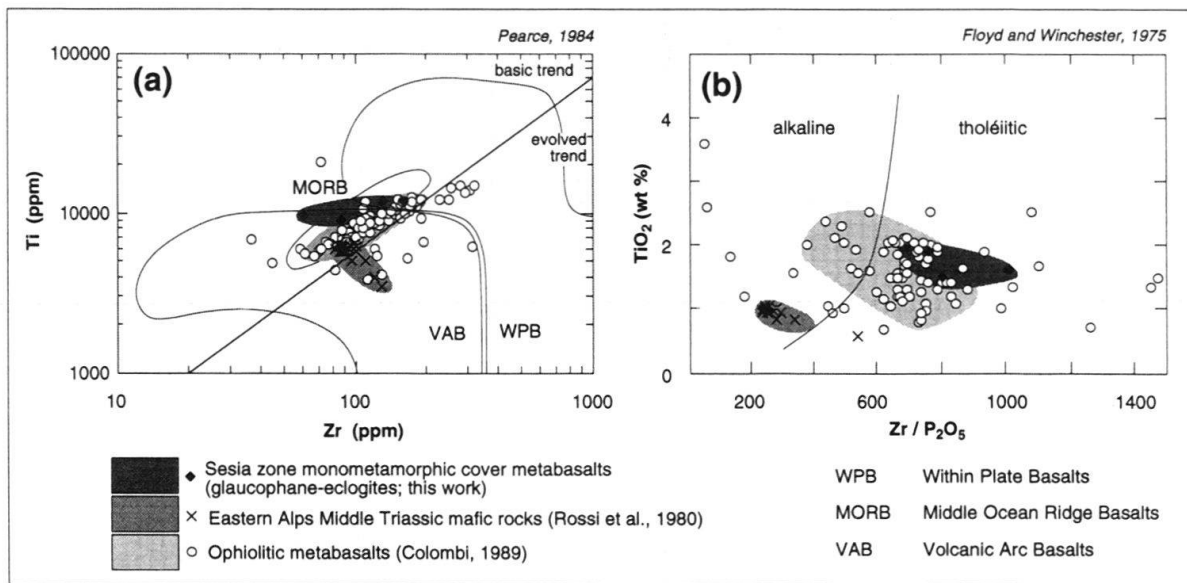 Pearce, 1984
100000
(a)
basic trend
evolved trend
MORB
Ti (ppm)
10000
VAB
WPB
1000
10
100
1000
Zr (ppm)
Floyd and Winchester, 1975
(b)
4
alkaline
tholéiitic
TiO2 (wt %)
2
0
200
600
1000
1400
Zr / P2O5
Sesia zone monometamorphic cover metabasalts
(glaucophane-eclogites; this work)
Eastern Alps Middle Triassic mafic rocks (Rossi et al., 1980)
Ophiolitic metabasalts (Colombi, 1989)
WPB Within Plate Basalts
MORB Middle Ocean Ridge Basalts
VAB Volcanic Arc Basalts